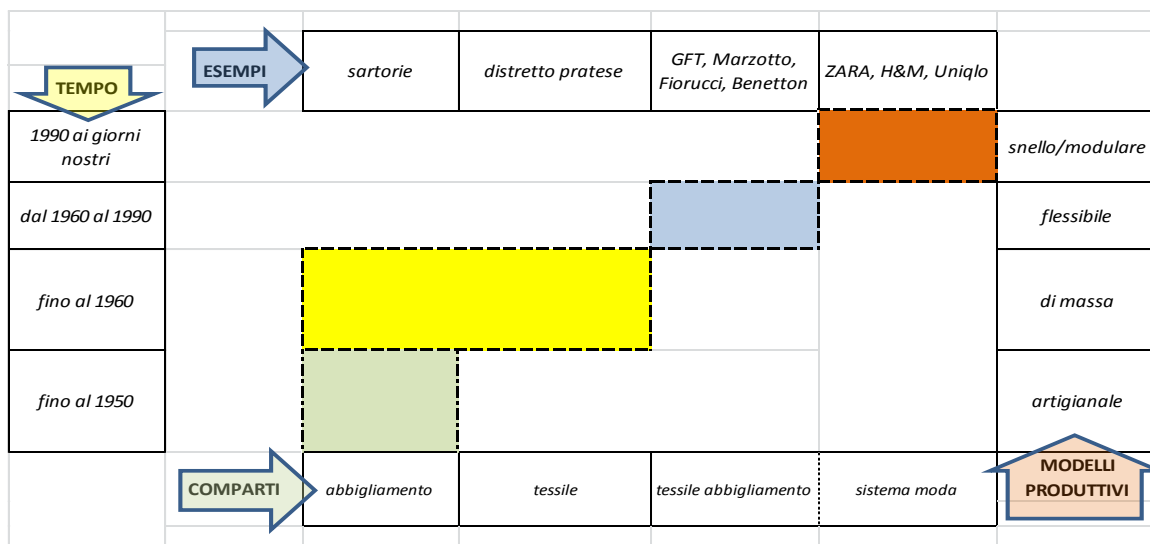 ESEMPI
sartorie
distretto pratese
GFT, Marzotto,
Fiorucci, Benetton
ZARA, H&M, Uniqlo
TEMPO
1990 ai giorni
nostri
snello/modulare
dal 1960 al 1990
flessibile
fino al 1960
di massa
fino al 1950
artigianale
COMPARTI
abbigliamento
tessile
tessile abbigliamento
sistema moda
MODELLI
PRODUTTIVI